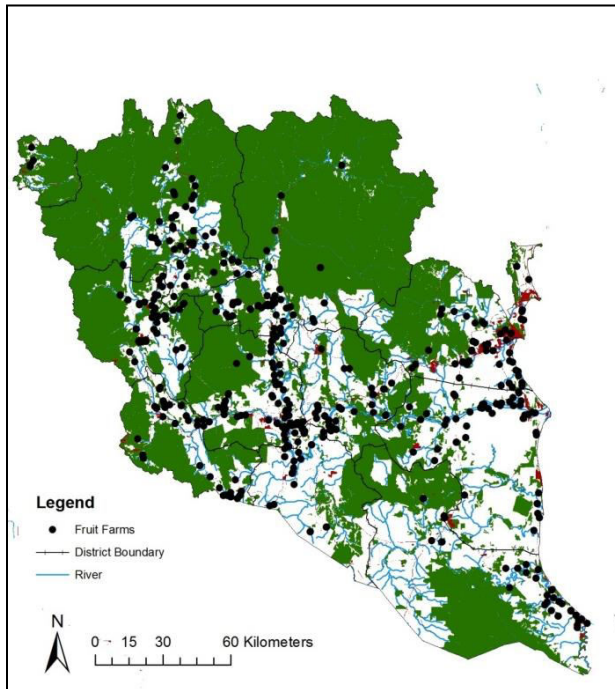 Legend
Fruit Farms
District Boundary
River
N
0 15 30 60 Kilometers